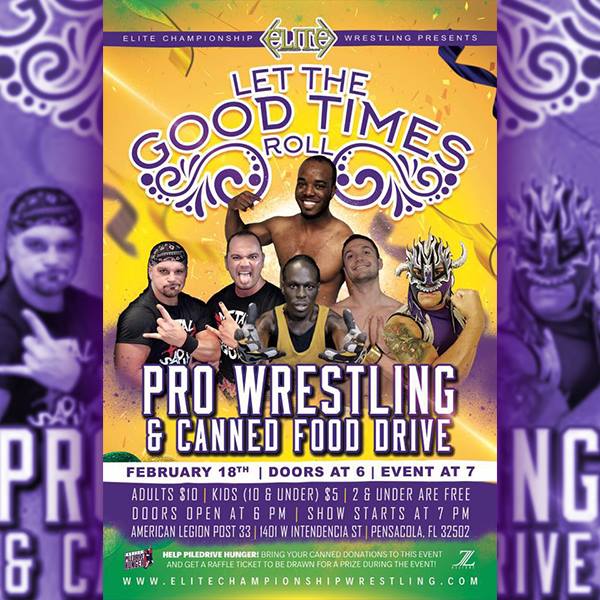 ELITE CHAMPIONSHIP ELITE WRESTLING PRESENTS
LET THE
GOOD TIMES
ROLL
PRO WRESTLING
& CANNED FOOD DRIVE
FEBRUARY 18TH | DOORS AT 6 | EVENT AT 7
ADULTS $10 | KIDS (10 & UNDER) $5 | 2 & UNDER ARE FREE
DOORS OPEN AT 6 PM | SHOW STARTS AT 7 PM
AMERICAN LEGION POST 33 | 1401 W INTENDENCIA ST | PENSACOLA, FL 32502
HELP PILEDRIVE HUNGER! BRING YOUR CANNED DONATIONS TO THIS EVENT
AND GET A RAFFLE TICKET TO BE DRAWN FOR A PRIZE DURING THE EVENT!
WWW.ELITECHAMPIONSHIPWRESTLING.COM